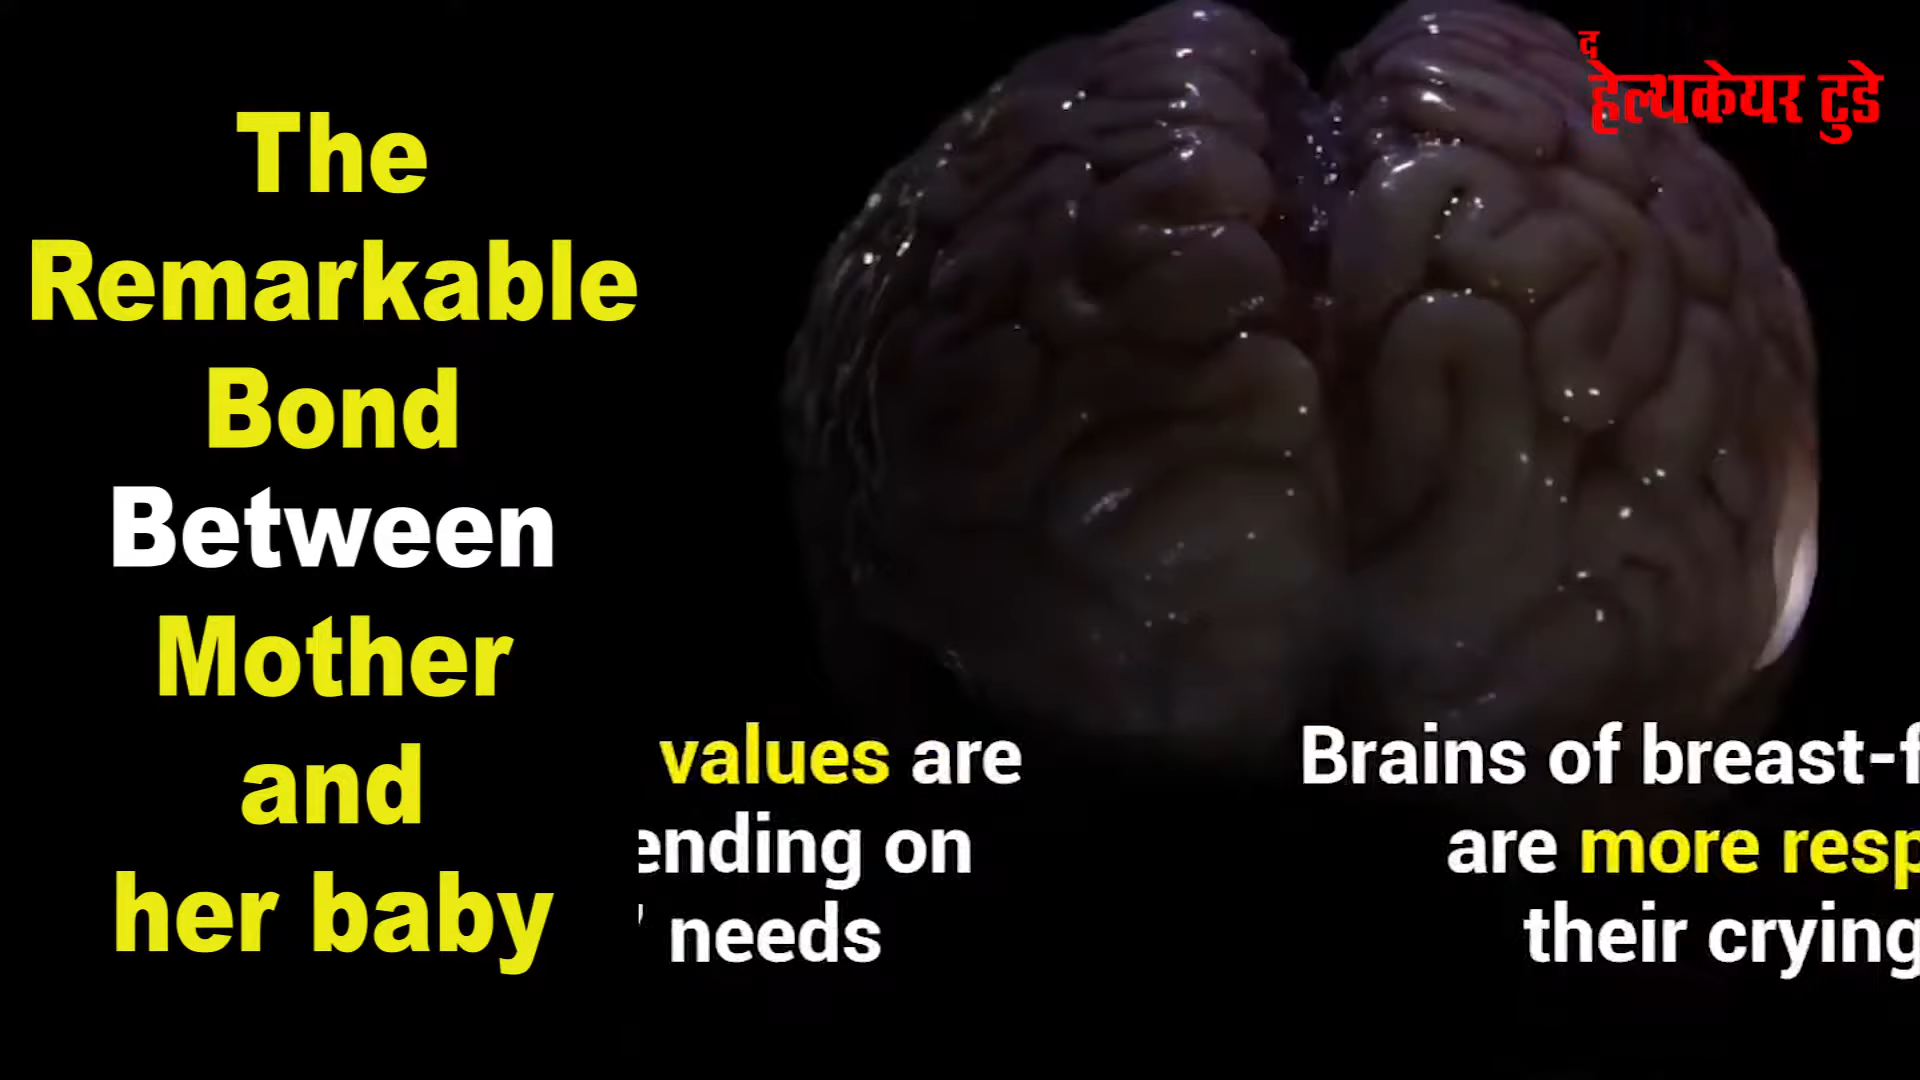 The
Remarkable
Bond
Between
Mother
and
her baby
द
हेल्थकेयर टुडे
values are
ending on
needs
Brains of breast-f
are more resp
their crying